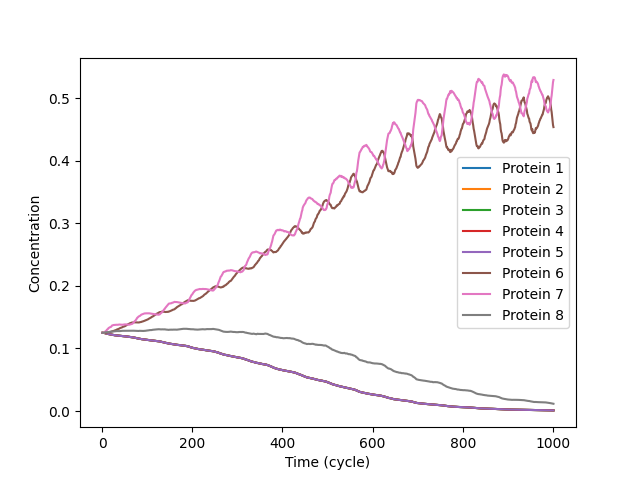 0.5
0.4
0.3
0.2
0.1
0.0
Concentration
0
200
400
600
800
1000
Time (cycle)
Protein 1
Protein 2
Protein 3
Protein 4
Protein 5
Protein 6
Protein 7
Protein 8